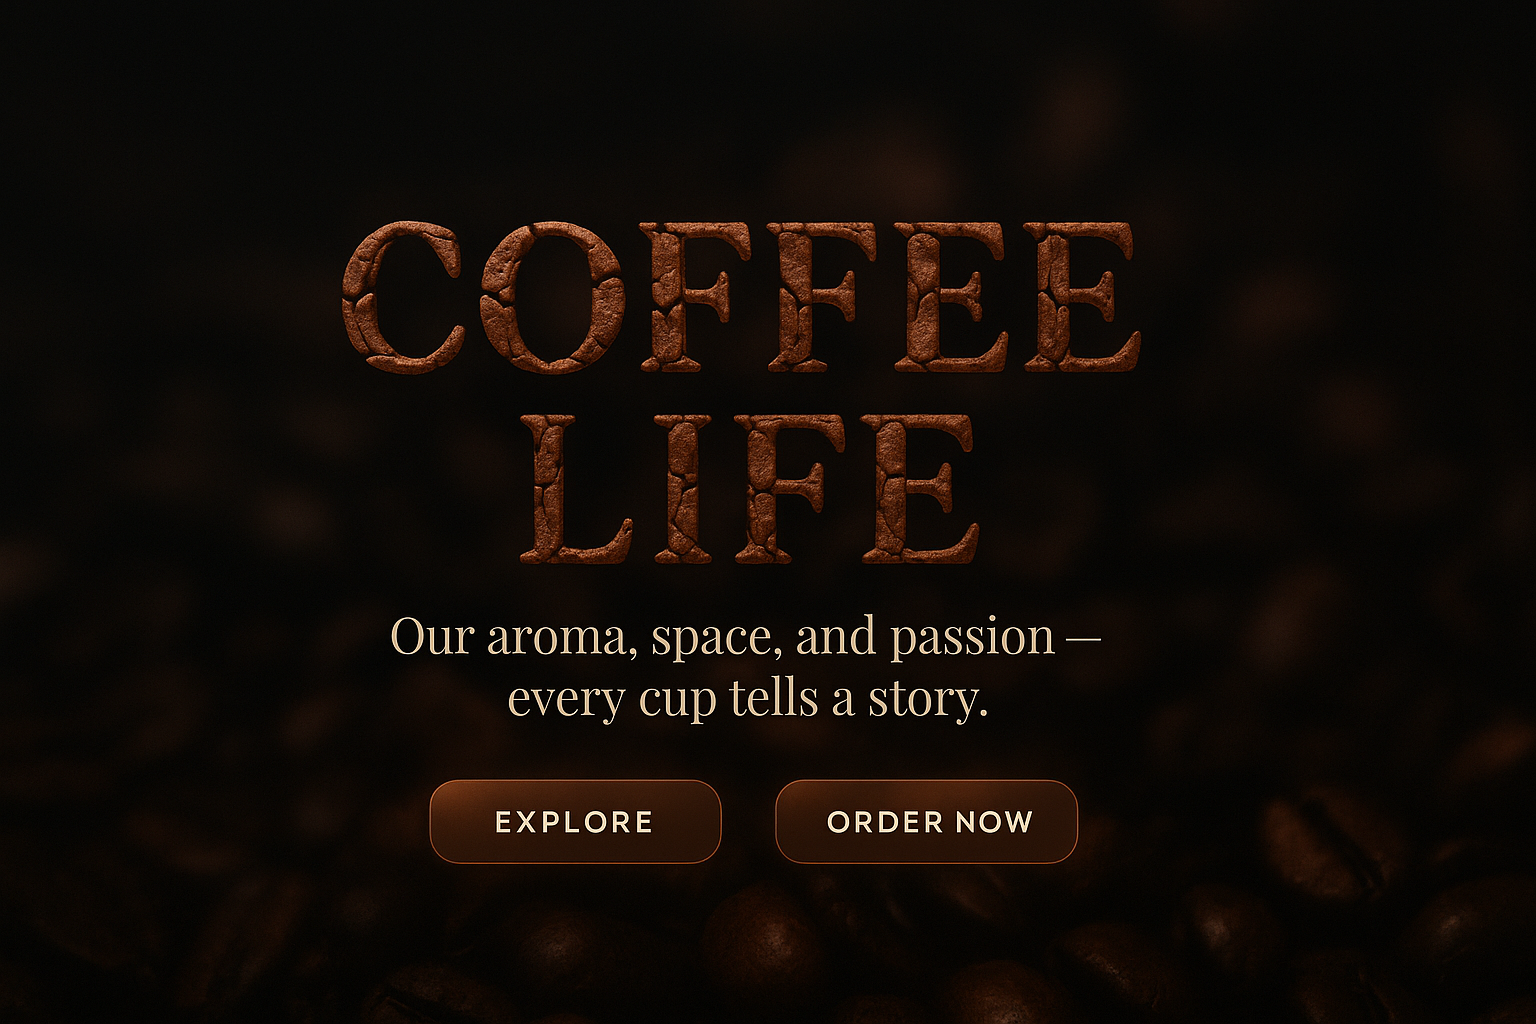 COFFEE
LIFE
Our aroma, space, and passion —
every cup tells a story.
EXPLORE
ORDER NOW